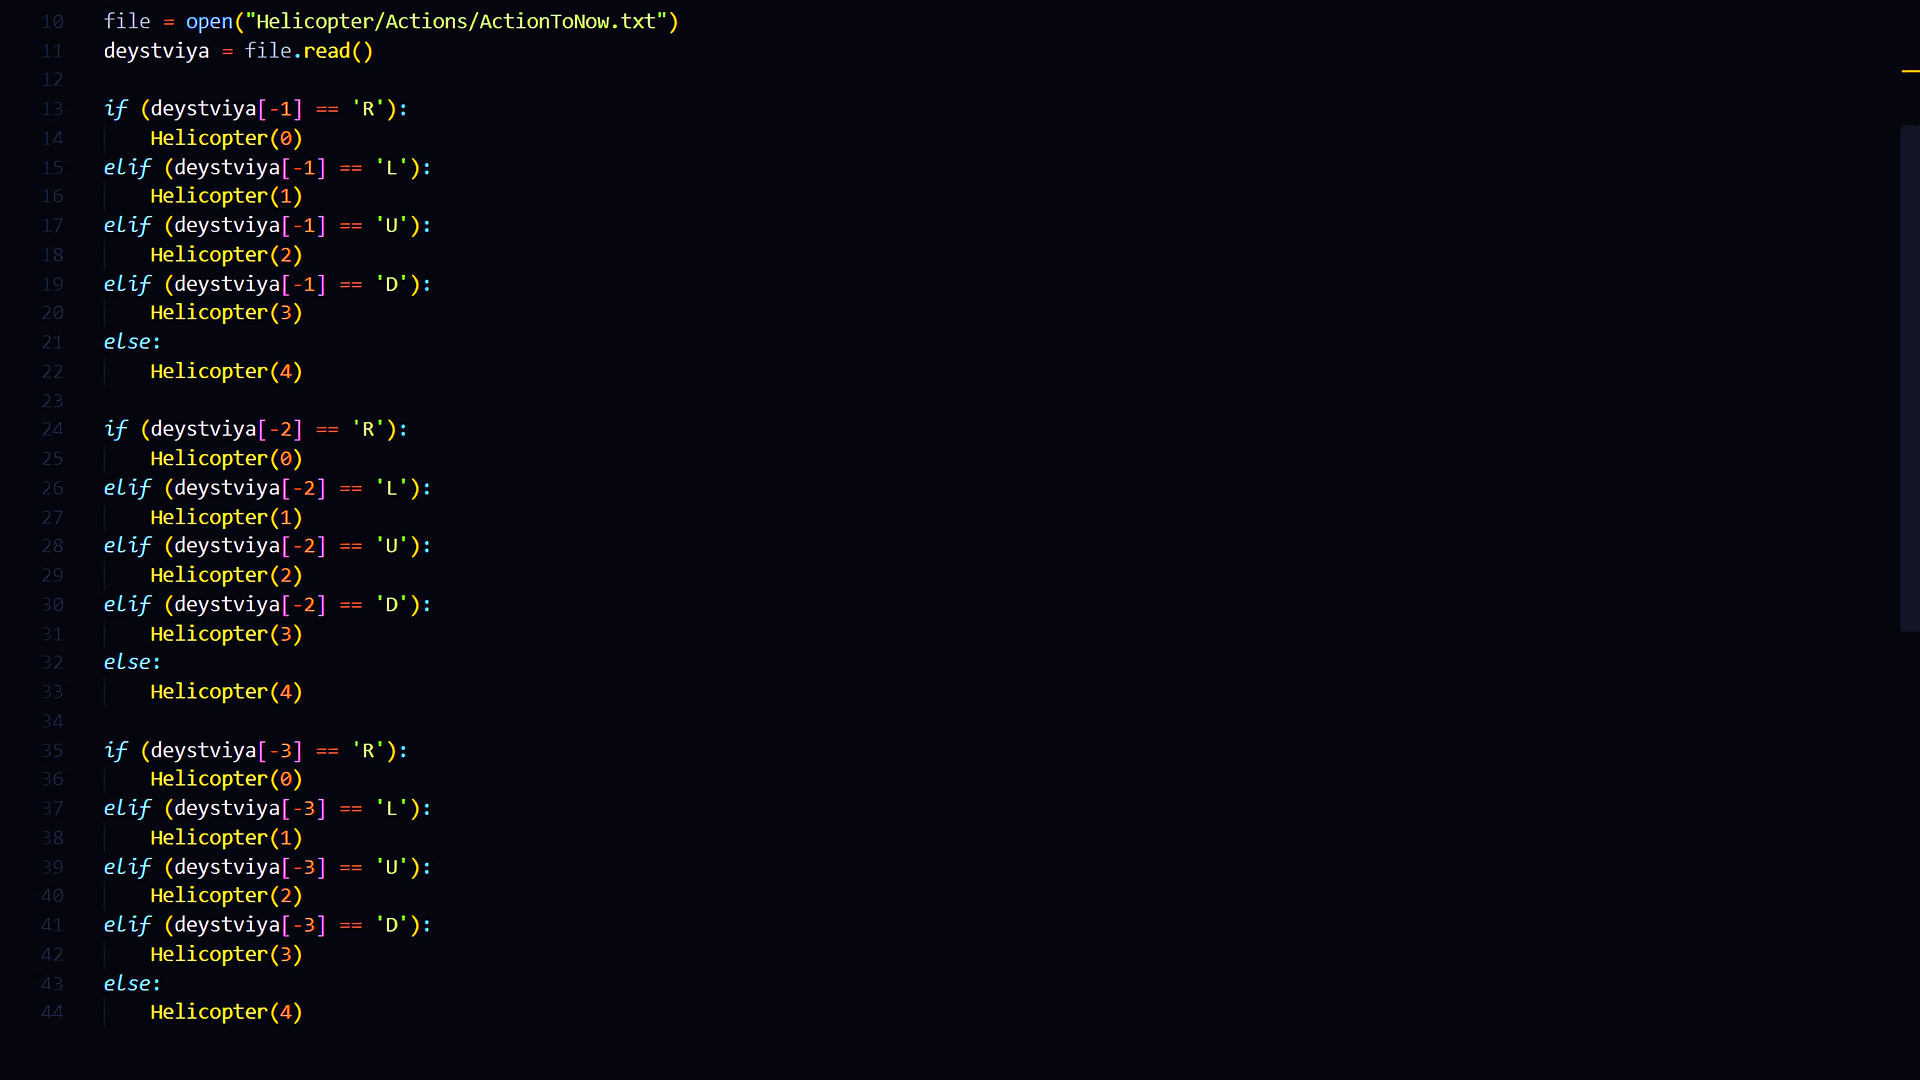 10 file = open("Helicopter/Actions/ActionToNow.txt")
11 deystviya = file.read()
12
13 if (deystviya[-1] == 'R'):
14     Helicopter(0)
15 elif (deystviya[-1] == 'L'):
16     Helicopter(1)
17 elif (deystviya[-1] == 'U'):
18     Helicopter(2)
19 elif (deystviya[-1] == 'D'):
20     Helicopter(3)
21 else:
22     Helicopter(4)
23
24 if (deystviya[-2] == 'R'):
25     Helicopter(0)
26 elif (deystviya[-2] == 'L'):
27     Helicopter(1)
28 elif (deystviya[-2] == 'U'):
29     Helicopter(2)
30 elif (deystviya[-2] == 'D'):
31     Helicopter(3)
32 else:
33     Helicopter(4)
34
35 if (deystviya[-3] == 'R'):
36     Helicopter(0)
37 elif (deystviya[-3] == 'L'):
38     Helicopter(1)
39 elif (deystviya[-3] == 'U'):
40     Helicopter(2)
41 elif (deystviya[-3] == 'D'):
42     Helicopter(3)
43 else:
44     Helicopter(4)